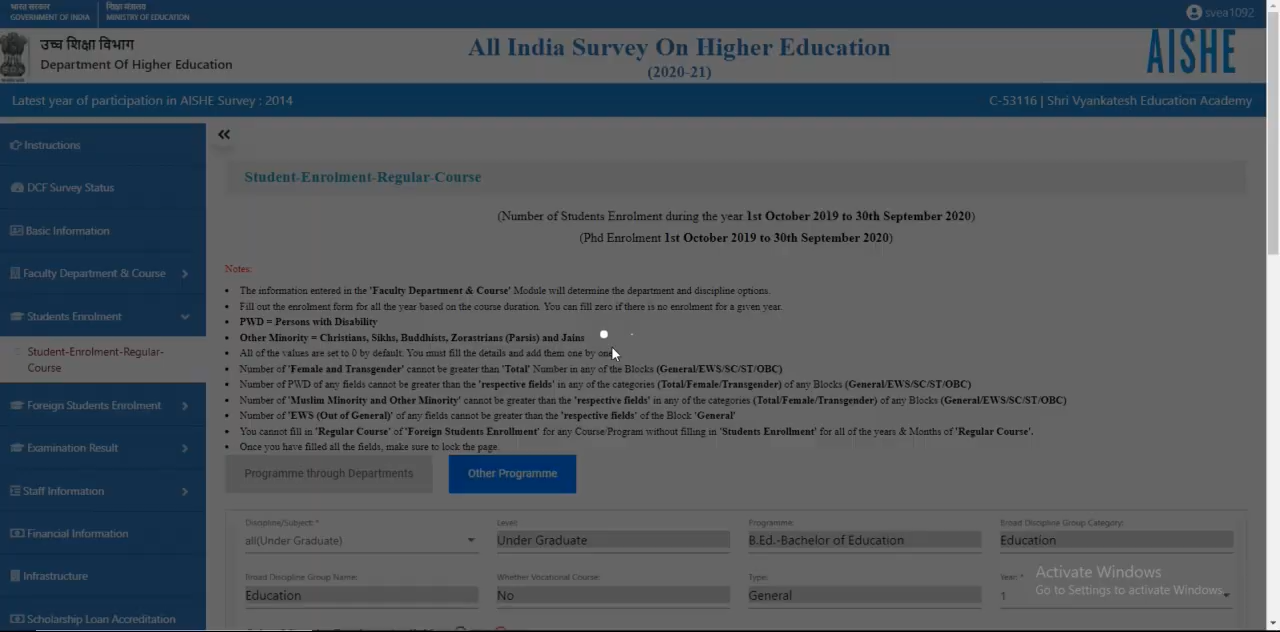 भारत सरकार
GOVERNMENT OF INDIA
शिक्षा मंत्रालय
MINISTRY OF EDUCATION
svea1092
उच्च शिक्षा विभाग
Department Of Higher Education
All India Survey On Higher Education
(2020-21)
AISHE
Latest year of participation in AISHE Survey : 2014
C-53116 | Shri Vyankatesh Education Academy
Instructions
DCF Survey Status
Basic Information
Faculty Department & Course
Students Enrolment
Student-Enrolment-Regular-
Course
Foreign Students Enrolment
Examination Result
Staff Information
Financial Information
Infrastructure
Scholarship Loan Accreditation
Student-Enrolment-Regular-Course
(Number of Students Enrolment during the year 1st October 2019 to 30th September 2020)
(Phd Enrolment 1st October 2019 to 30th September 2020)
Notes:
• The information entered in the 'Faculty Department & Course' Module will determine the department and discipline options.
• Fill out the enrolment form for all the year based on the course duration. You can fill zero if there is no enrolment for a given year.
• PWD = Persons with Disability
• Other Minority = Christians, Sikhs, Buddhists, Zorastrians (Parsis) and Jains
• All of the values are set to 0 by default. You must fill the details and add them one by one
• Number of 'Female and Transgender' cannot be greater than 'Total' Number in any of the Blocks (General/EWS/SC/ST/OBC)
• Number of PWD of any fields cannot be greater than the 'respective fields' in any of the categories (Total/Female/Transgender) of any Blocks (General/EWS/SC/ST/OBC)
• Number of 'Muslim Minority and Other Minority' cannot be greater than the 'respective fields' in any of the categories (Total/Female/Transgender) of any Blocks (General/EWS/SC/ST/OBC)
• Number of 'EWS (Out of General)' of any fields cannot be greater than the 'respective fields' of the Block 'General'
• You cannot fill in 'Regular Course' of 'Foreign Students Enrollment' for any Course/Program without filling in 'Students Enrollment' for all of the years & Months of 'Regular Course'.
• Once you have filled all the fields, make sure to lock the page.
Programme through Departments
Other Programme
Discipline/Subject: *
all(Under Graduate)
Level:
Under Graduate
Programme:
B.Ed.-Bachelor of Education
Broad Discipline Group Category:
Education
Broad Discipline Group Name:
Education
Whether Vocational Course:
No
Type:
General
Year: *
1
Activate Windows
Go to Settings to activate Windows.